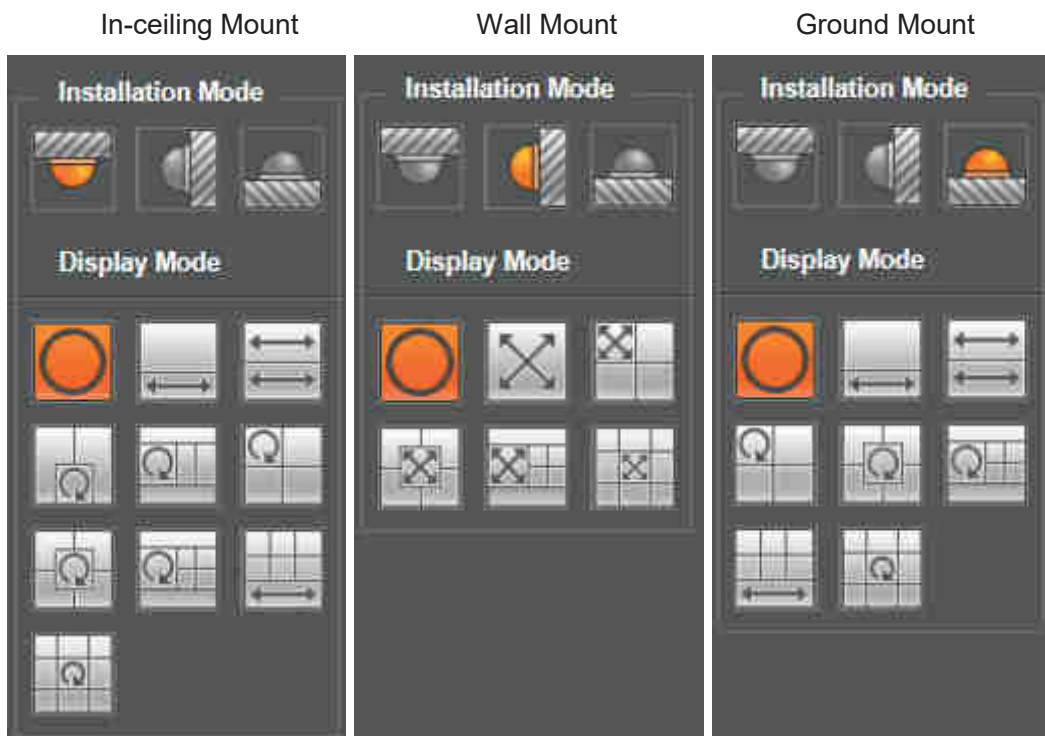 In-ceiling Mount
Wall Mount
Ground Mount
Installation Mode
Display Mode
Installation Mode
Display Mode
Installation Mode
Display Mode